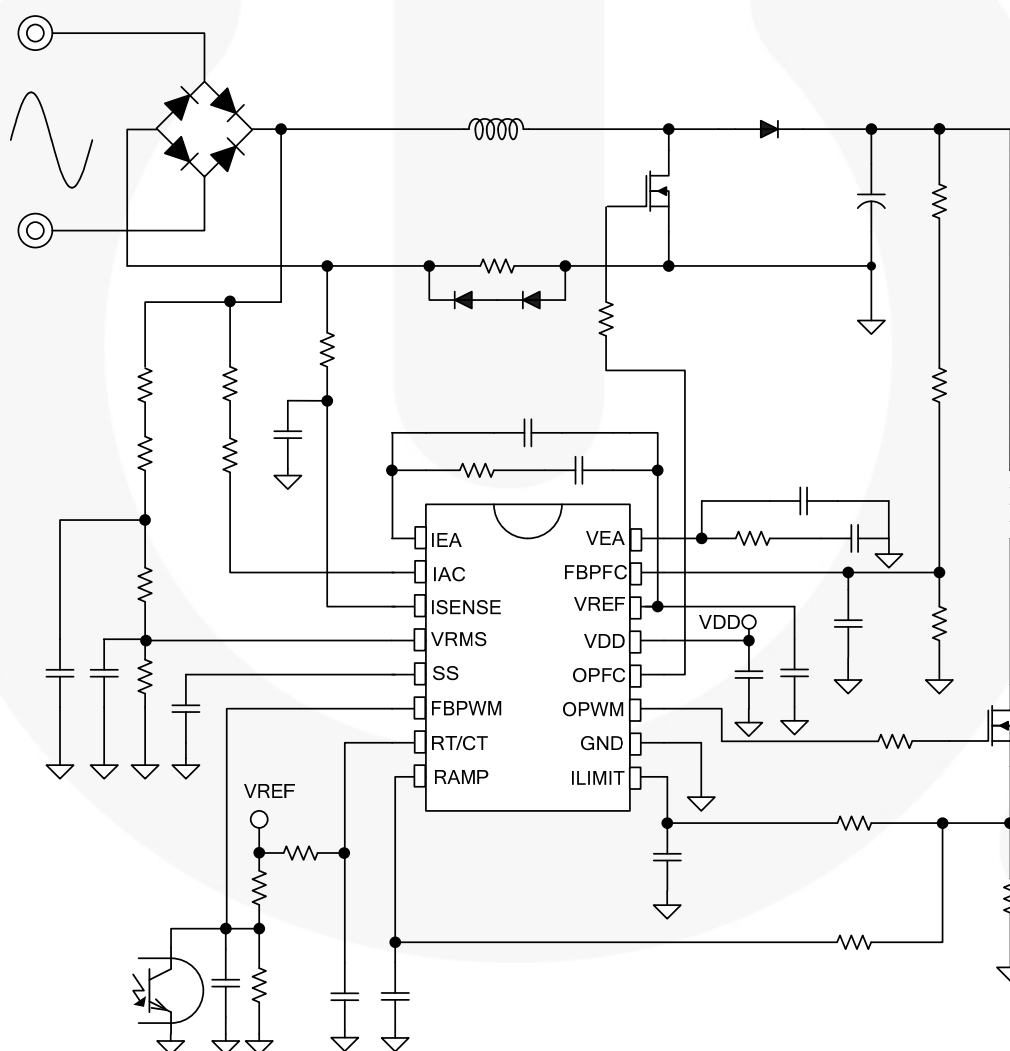 IEA
IAC
ISENSE
VRMS
SS
FBPWM
RT/CT
RAMP
VEA
FBPFC
VREF
VDD
OPFC
OPWM
GND
ILIMIT
VDD
VREF